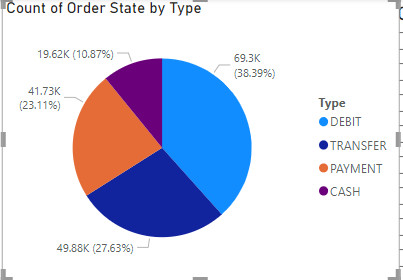 Count of Order State by Type
19.62K (10.87%)
69.3K
(38.39%)
41.73K
(23.11%)
49.88K (27.63%)
Type
DEBIT
TRANSFER
PAYMENT
CASH